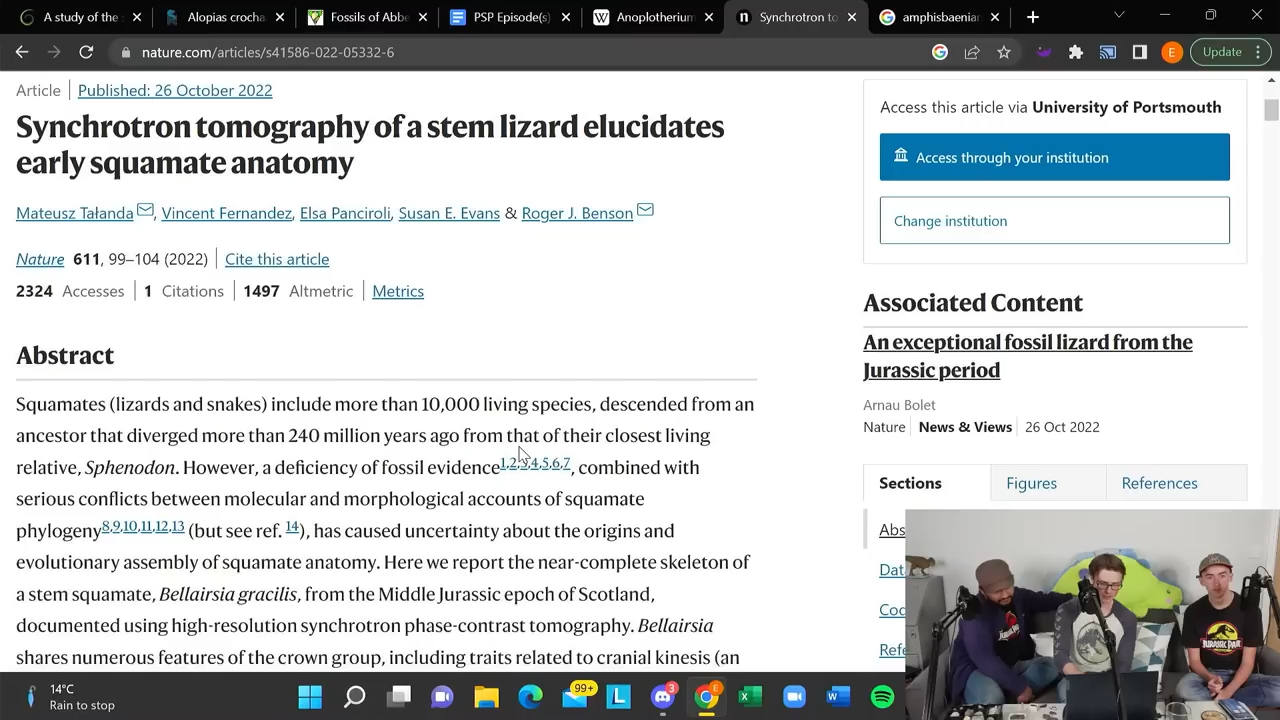 A study of the s
Alopias crocha
Fossils of Abbe
PSP Episode(s)
Anoplotherium
Synchrotron to
amphisbaenian
nature.com/articles/s41586-022-05332-6
Update
Article | Published: 26 October 2022
Synchrotron tomography of a stem lizard elucidates
early squamate anatomy
Mateusz Tałanda, Vincent Fernandez, Elsa Panciroli, Susan E. Evans & Roger J. Benson
Nature 611, 99–104 (2022) | Cite this article
2324 Accesses | 1 Citations | 1497 Altmetric | Metrics
Abstract
Squamates (lizards and snakes) include more than 10,000 living species, descended from an
ancestor that diverged more than 240 million years ago from that of their closest living
relative, Sphenodon. However, a deficiency of fossil evidence1,2,3,4,5,6,7, combined with
serious conflicts between molecular and morphological accounts of squamate
phylogeny8,9,10,11,12,13 (but see ref. 14), has caused uncertainty about the origins and
evolutionary assembly of squamate anatomy. Here we report the near-complete skeleton of
a stem squamate, Bellairsia gracilis, from the Middle Jurassic epoch of Scotland,
documented using high-resolution synchrotron phase-contrast tomography. Bellairsia
shares numerous features of the crown group, including traits related to cranial kinesis (an
Access this article via University of Portsmouth
Access through your institution
Change institution
Associated Content
An exceptional fossil lizard from the
Jurassic period
Arnau Bolet
Nature | News & Views | 26 Oct 2022
Sections
Figures
References
Abs
Dat
Cod
Refe
JURASSIC PARK
14°C
Rain to stop
99+
3